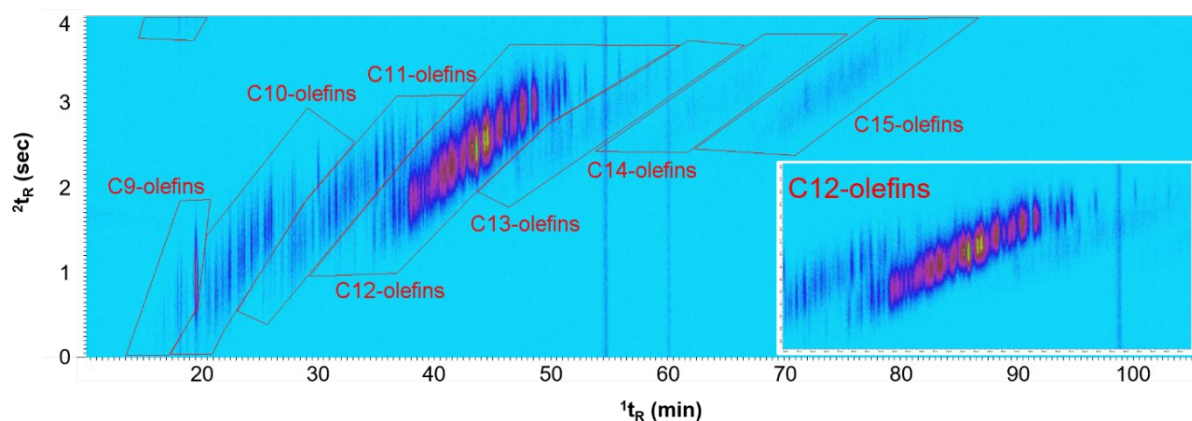 4
3
2
1
0
²tR (sec)
C9-olefins
C10-olefins
C11-olefins
C12-olefins
C13-olefins
C14-olefins
C15-olefins
C12-olefins
20 30 40 50 60 70 80 90 100
¹tR (min)